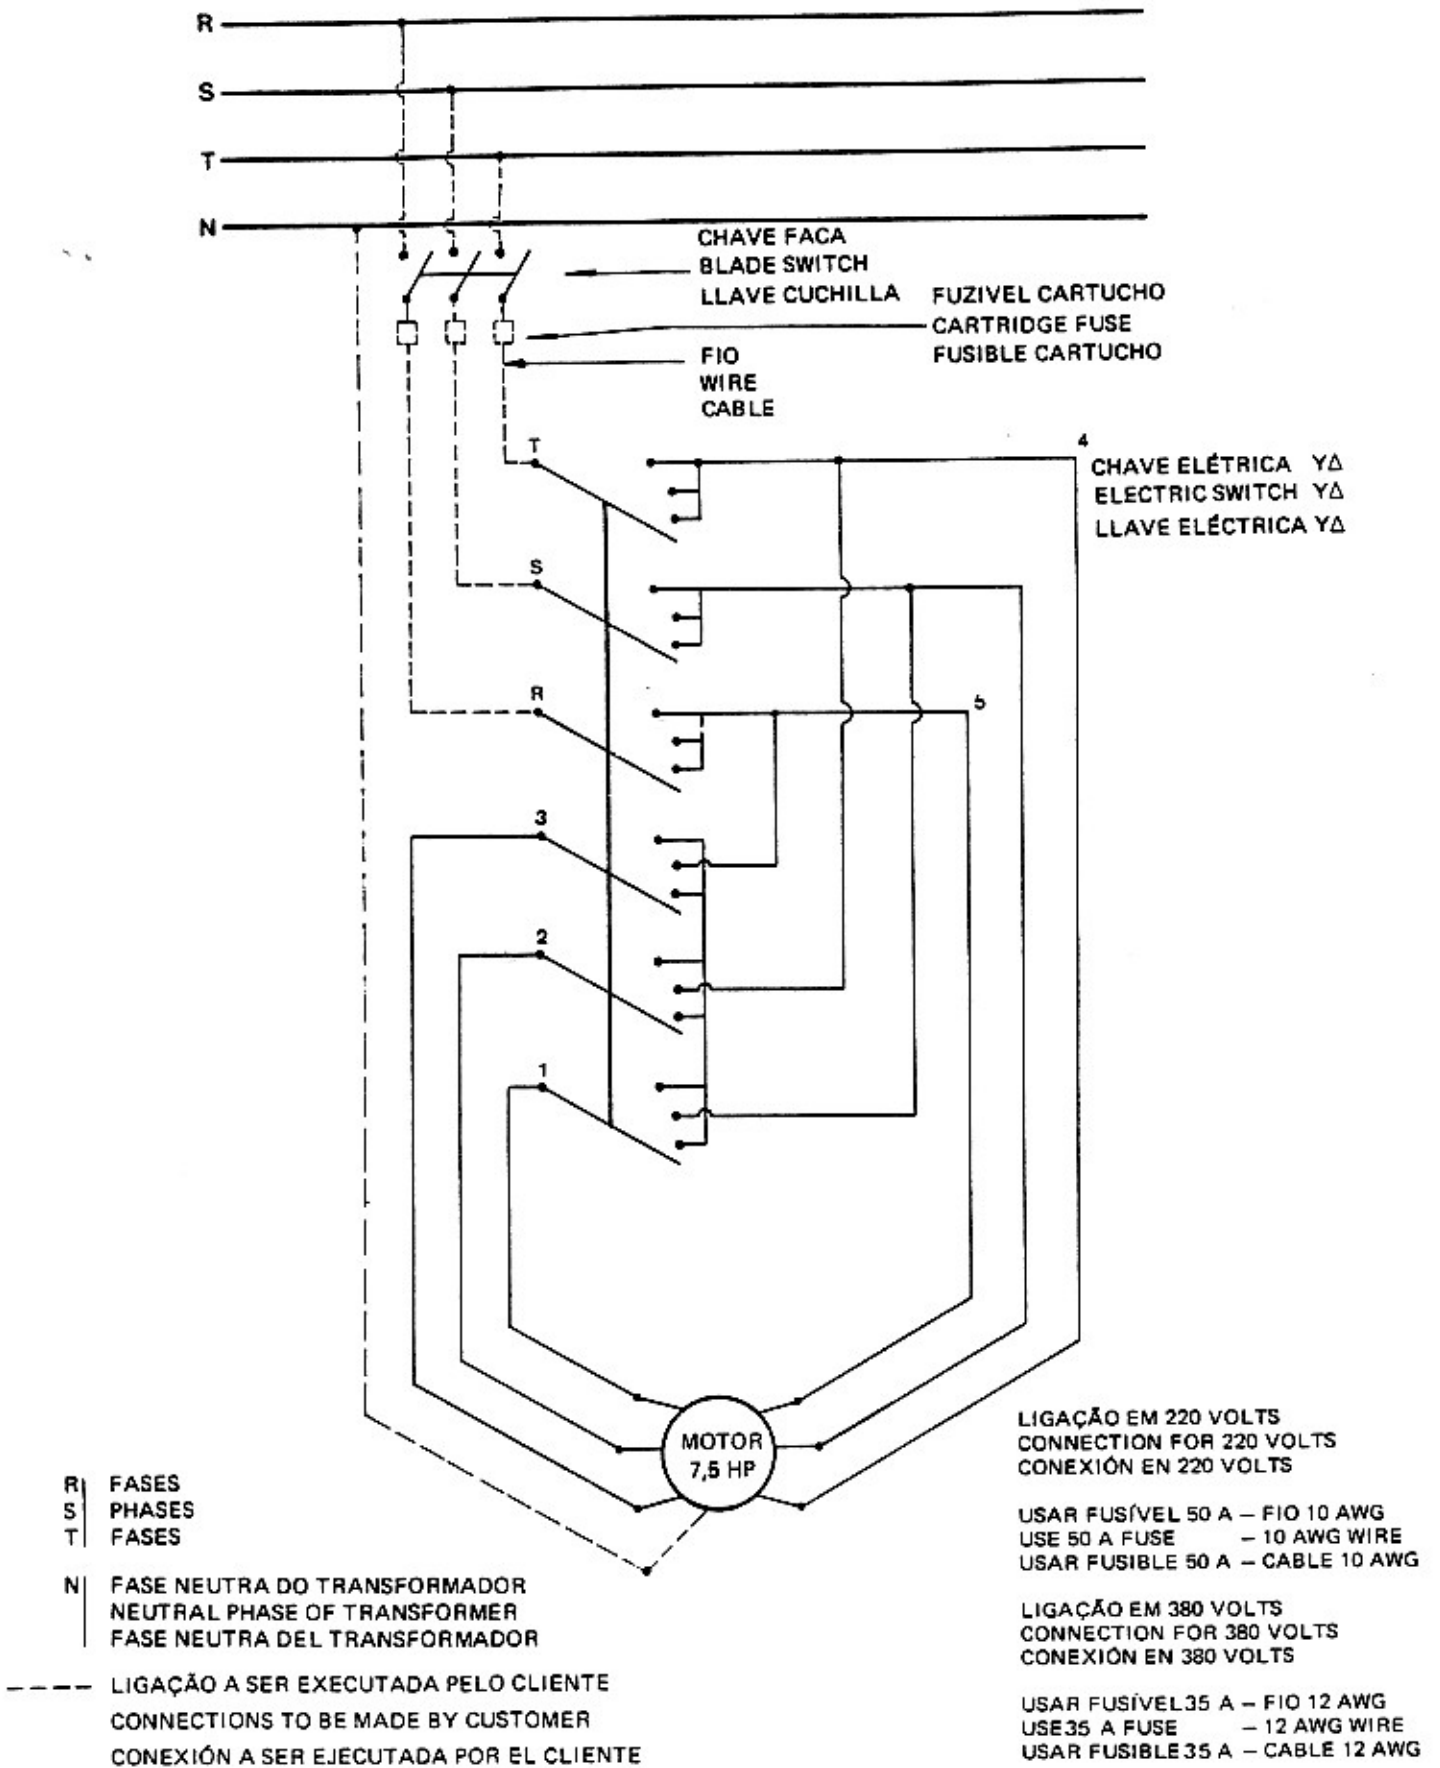 R
S
T
N
CHAVE FACA
BLADE SWITCH
LLAVE CUCHILLA
FUZIVEL CARTUCHO
CARTRIDGE FUSE
FUSIBLE CARTUCHO
FIO
WIRE
CABLE
T
4
CHAVE ELÉTRICA YΔ
ELECTRIC SWITCH YΔ
LLAVE ELÉCTRICA YΔ
S
R
5
3
2
1
MOTOR
7,5 HP
LIGAÇÃO EM 220 VOLTS
CONNECTION FOR 220 VOLTS
CONEXIÓN EN 220 VOLTS
USAR FUSÍVEL 50 A – FIO 10 AWG
USE 50 A FUSE – 10 AWG WIRE
USAR FUSIBLE 50 A – CABLE 10 AWG
LIGAÇÃO EM 380 VOLTS
CONNECTION FOR 380 VOLTS
CONEXIÓN EN 380 VOLTS
USAR FUSÍVEL 35 A – FIO 12 AWG
USE 35 A FUSE – 12 AWG WIRE
USAR FUSIBLE 35 A – CABLE 12 AWG
R FASES
S PHASES
T FASES
N FASE NEUTRA DO TRANSFORMADOR
NEUTRAL PHASE OF TRANSFORMER
FASE NEUTRA DEL TRANSFORMADOR
LIGAÇÃO A SER EXECUTADA PELO CLIENTE
CONNECTIONS TO BE MADE BY CUSTOMER
CONEXIÓN A SER EJECUTADA POR EL CLIENTE